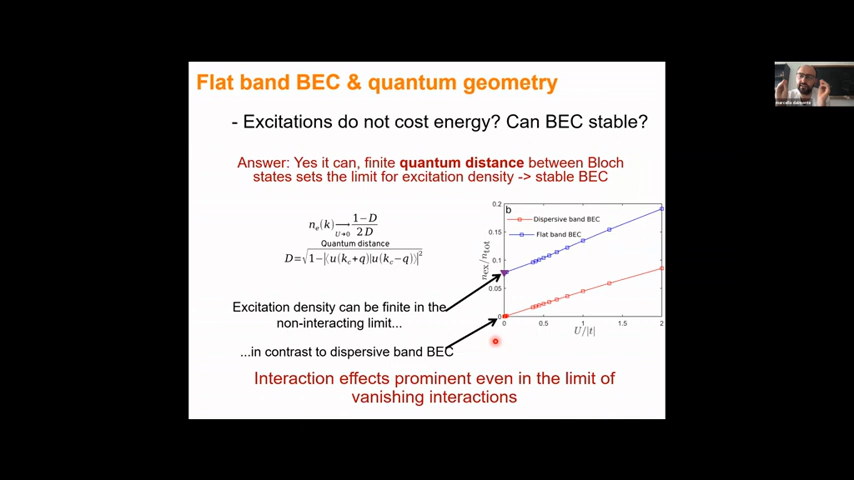 Flat band BEC & quantum geometry
- Excitations do not cost energy? Can BEC stable?
Answer: Yes it can, finite quantum distance between Bloch
states sets the limit for excitation density -> stable BEC
n_e(k) →_{U→0} (1−D)/(2D)
Quantum distance
D=√(1−|⟨u(k_c+q)|u(k_c−q)⟩|²)
Excitation density can be finite in the
non-interacting limit...
...in contrast to dispersive band BEC
b
Dispersive band BEC
Flat band BEC
n_ex/n_tot
0.2
0.15
0.1
0.05
0
0 0.5 1 1.5 2
U/|t|
Interaction effects prominent even in the limit of
vanishing interactions